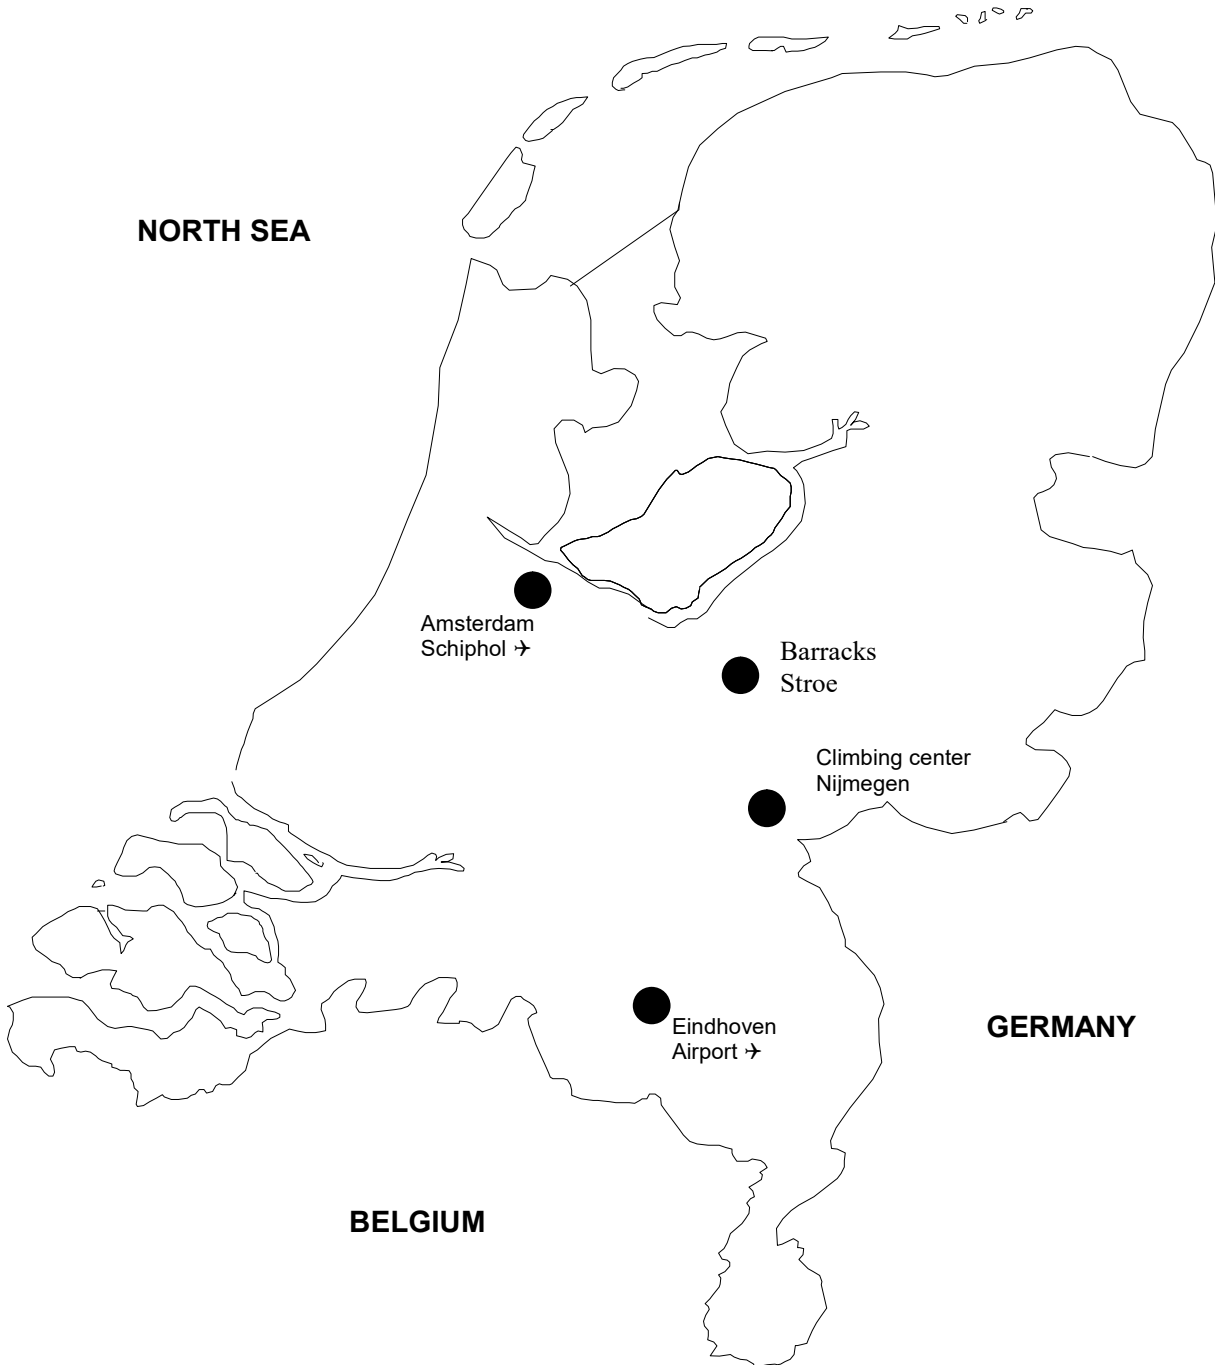 NORTH SEA
Amsterdam
Schiphol ✈
Barracks
Stroe
Climbing center
Nijmegen
Eindhoven
Airport ✈
GERMANY
BELGIUM